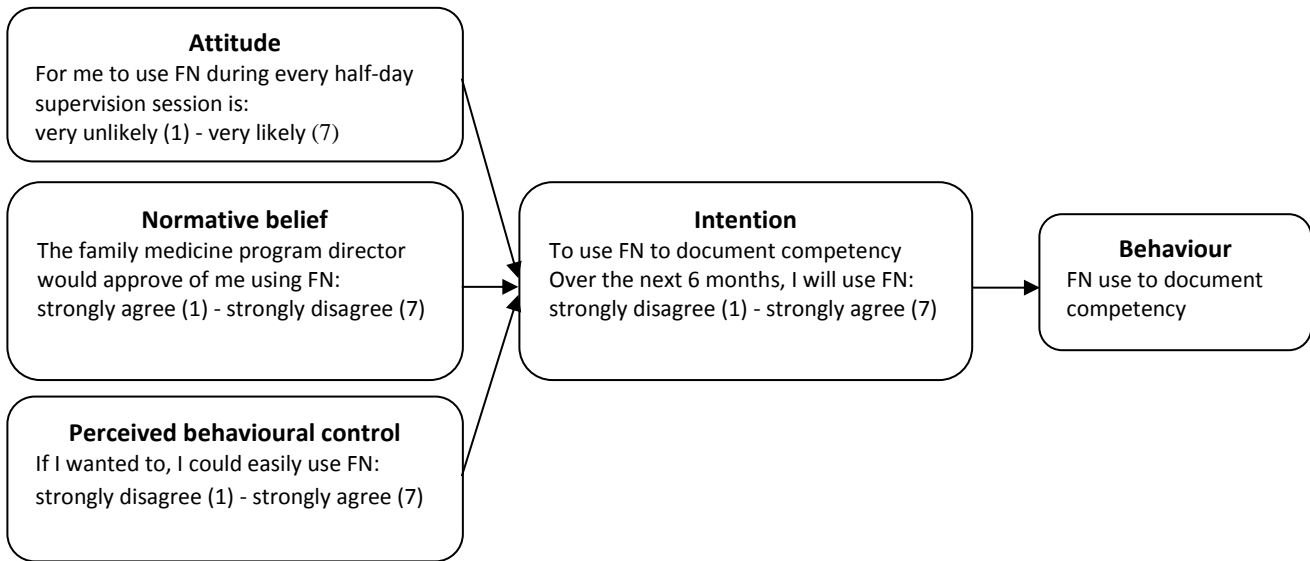 Attitude
For me to use FN during every half-day
supervision session is:
very unlikely (1) - very likely (7)
Normative belief
The family medicine program director
would approve of me using FN:
strongly agree (1) - strongly disagree (7)
Perceived behavioural control
If I wanted to, I could easily use FN:
strongly disagree (1) - strongly agree (7)
Intention
To use FN to document competency
Over the next 6 months, I will use FN:
strongly disagree (1) - strongly agree (7)
Behaviour
FN use to document
competency